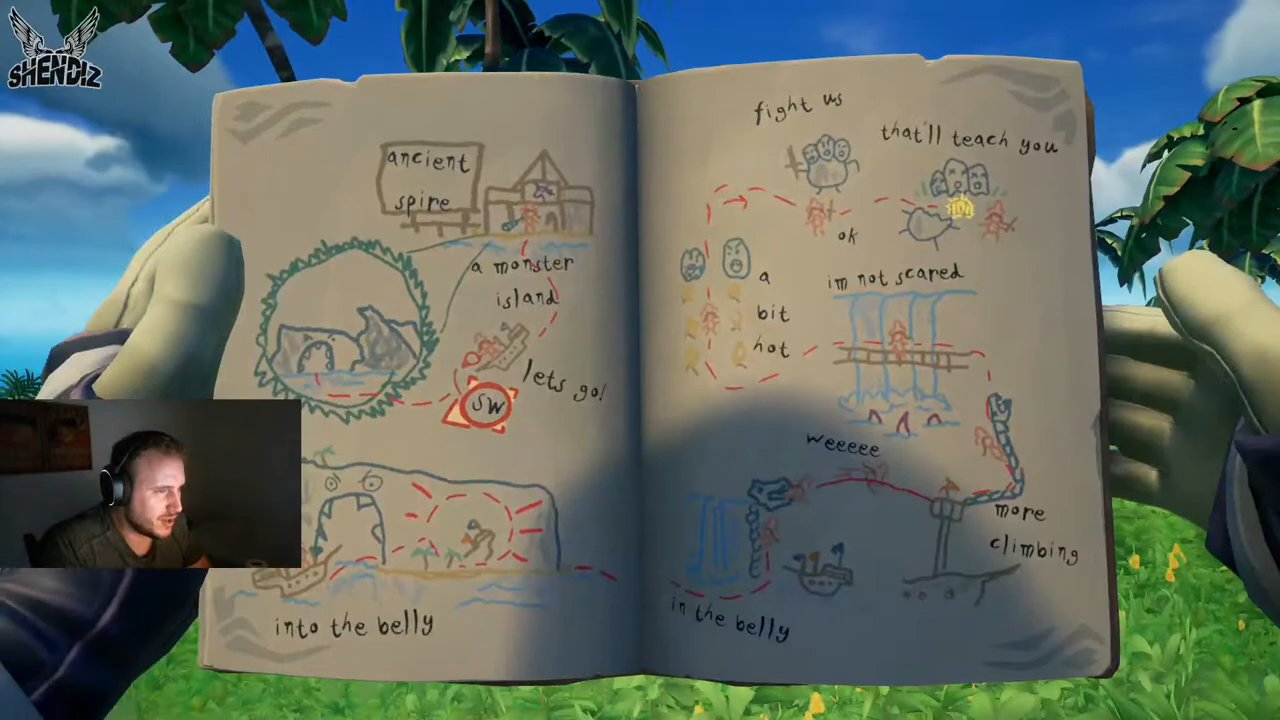 SHENDIZ
ancient
spire
a monster
island
lets go!
SW
into the belly
fight us
that'll teach you
ok
a
bit
hot
im not scared
weeeee
more
climbing
in the belly